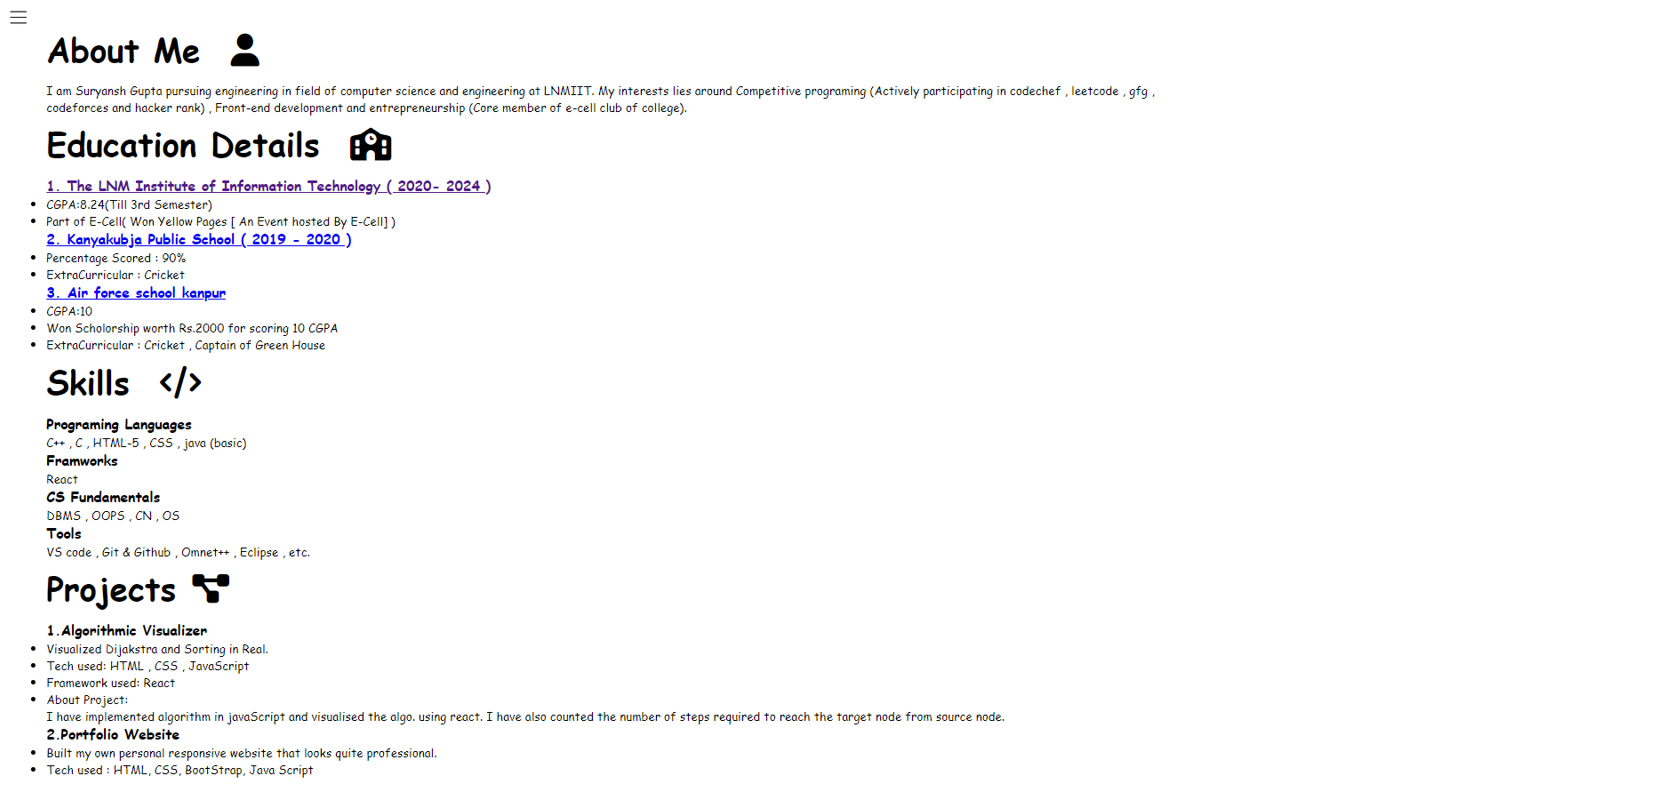 About Me
I am Suryansh Gupta pursuing engineering in field of computer science and engineering at LNMIIT. My interests lies around Competitive programing (Actively participating in codechef , leetcode , gfg ,
codeforces and hacker rank) , Front-end development and entrepreneurship (Core member of e-cell club of college).
Education Details
1. The LNM Institute of Information Technology ( 2020- 2024 )
• CGPA:8.24(Till 3rd Semester)
• Part of E-Cell( Won Yellow Pages [ An Event hosted By E-Cell] )
2. Kanyakubja Public School ( 2019 - 2020 )
• Percentage Scored : 90%
• ExtraCurricular : Cricket
3. Air force school kanpur
• CGPA:10
• Won Scholorship worth Rs.2000 for scoring 10 CGPA
• ExtraCurricular : Cricket , Captain of Green House
Skills </>
Programing Languages
C++ , C , HTML-5 , CSS , java (basic)
Framworks
React
CS Fundamentals
DBMS , OOPS , CN , OS
Tools
VS code , Git & Github , Omnet++ , Eclipse , etc.
Projects
1.Algorithmic Visualizer
• Visualized Dijakstra and Sorting in Real.
• Tech used: HTML , CSS , JavaScript
• Framework used: React
• About Project:
I have implemented algorithm in javaScript and visualised the algo. using react. I have also counted the number of steps required to reach the target node from source node.
2.Portfolio Website
• Built my own personal responsive website that looks quite professional.
• Tech used : HTML, CSS, BootStrap, Java Script